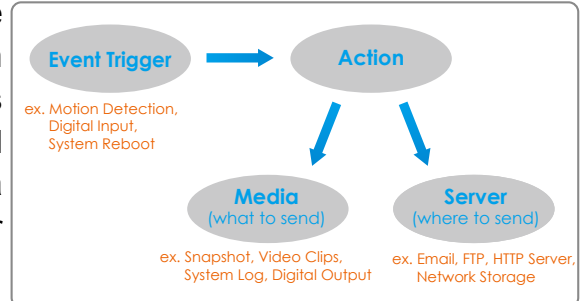 Event Trigger
Action
ex. Motion Detection,
Digital Input,
System Reboot
Media
(what to send)
Server
(where to send)
ex. Snapshot, Video Clips,
System Log, Digital Output
ex. Email, FTP, HTTP Server,
Network Storage